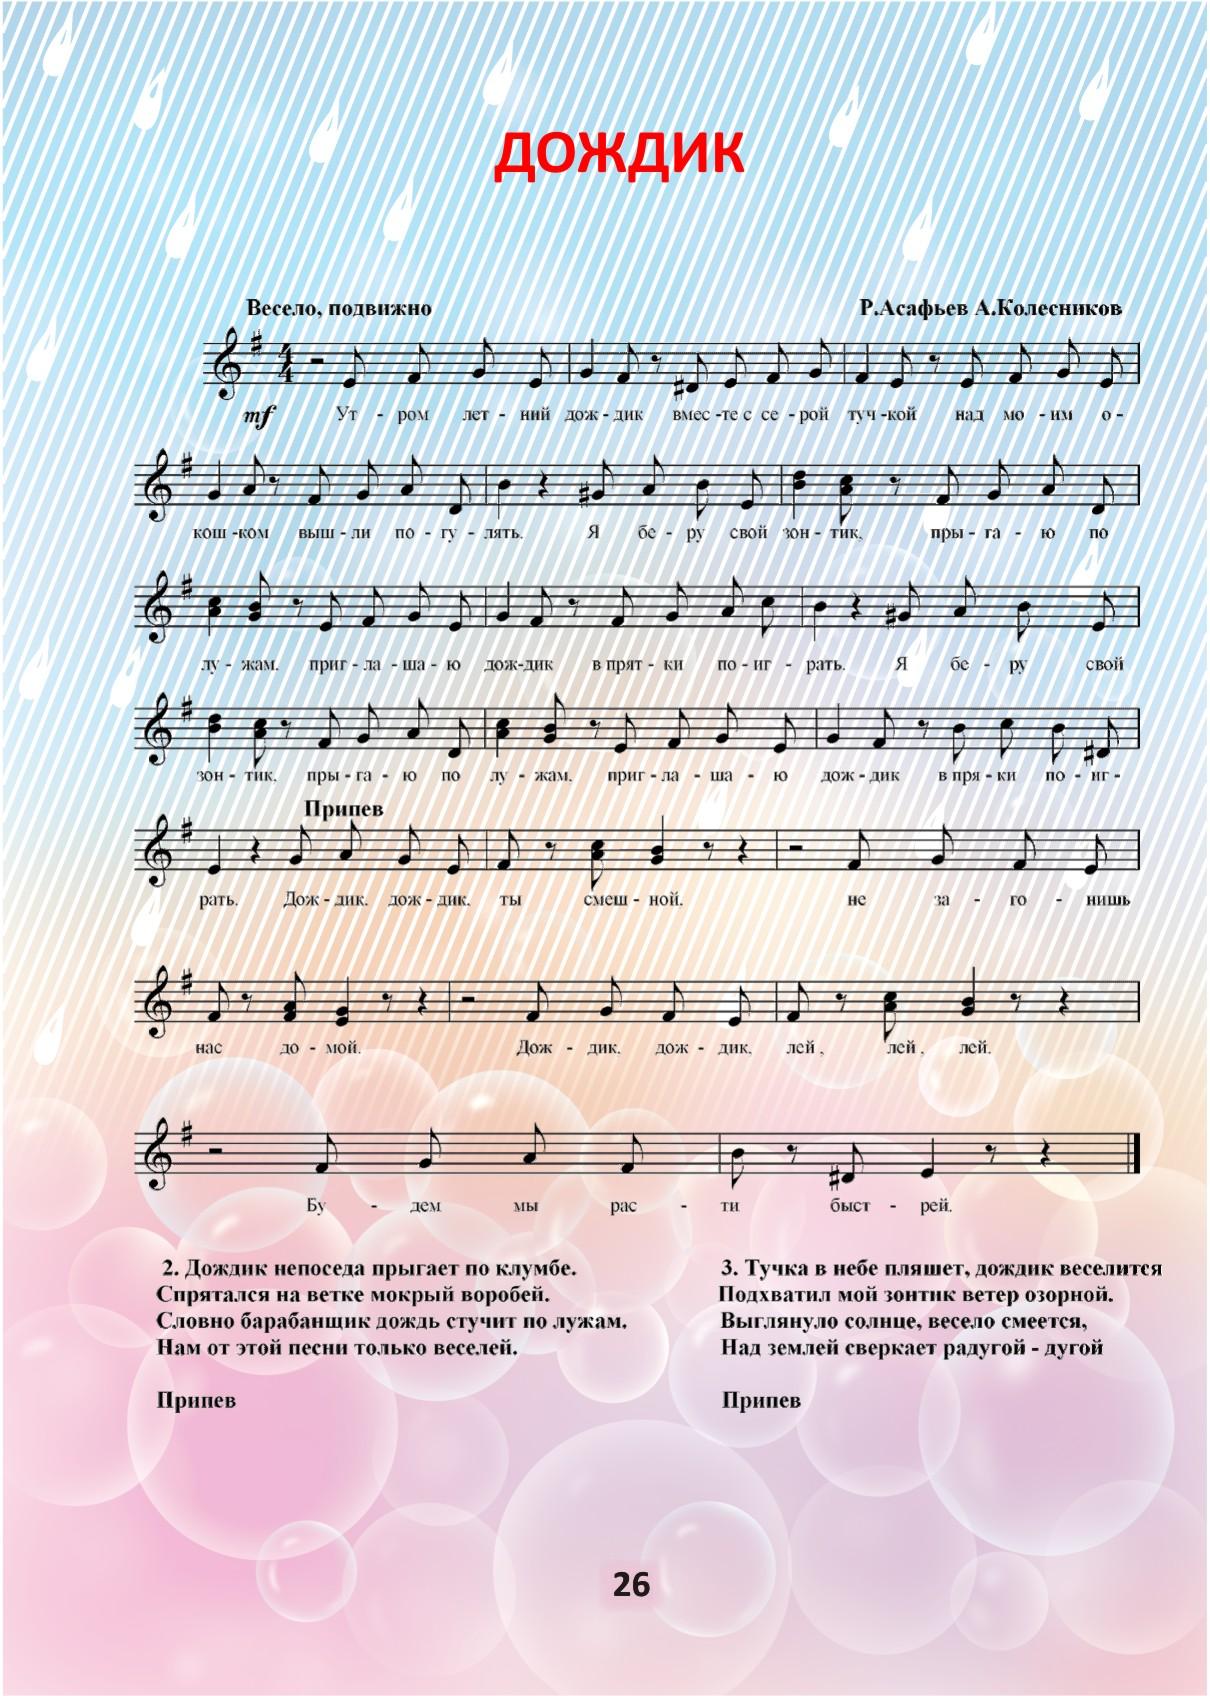 ДОЖДИК
Весело, подвижно Р.Асафьев А.Колесников
4
4
mf Ут - ром лет - ний дож - дик вмес -те с се - рой туч -кой над мо - им о -
кош -ком выш - ли по - гу - лять. Я бе - ру свой зон - тик, пры - га - ю по
лу - жам. приг - ла - ша - ю дож-дик в прят - ки по - иг - рать. Я бе - ру свой
зон - тик, пры - га - ю по лу - жам, приг - ла - ша - ю дож - дик в пря - ки по - иг -
Припев
рать. Дож - дик, дож - дик, ты смеш - ной. не за - го - нишь
нас до - мой. Дож - дик, дож - дик, лей , лей , лей.
Бу - дем мы рас - ти быст - рей.
2. Дождик непоседа прыгает по клумбе.
Спрятался на ветке мокрый воробей.
Словно барабанщик дождь стучит по лужам.
Нам от этой песни только веселей.
Припев
3. Тучка в небе пляшет, дождик веселится
Подхватил мой зонтик ветер озорной.
Выглянуло солнце, весело смеется,
Над землей сверкает радугой - дугой
Припев
26